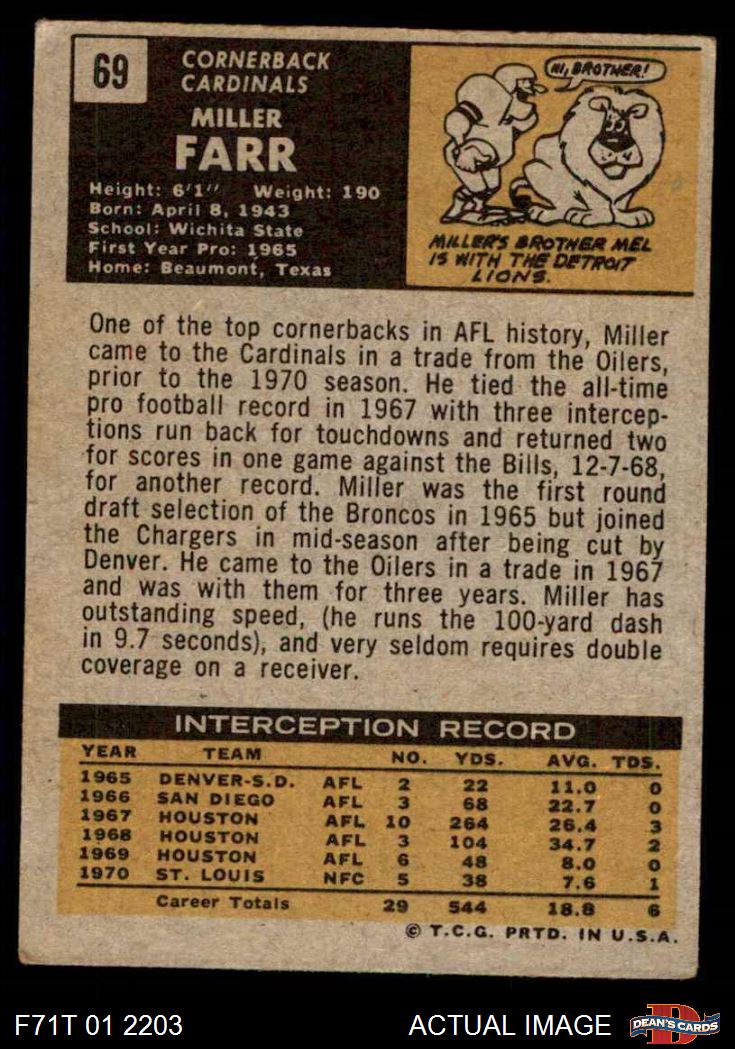 69
CORNERBACK
CARDINALS
MILLER
FARR
Height: 6'1'' Weight: 190
Born: April 8, 1943
School: Wichita State
First Year Pro: 1965
Home: Beaumont, Texas
HI, BROTHER!
MILLER'S BROTHER MEL
IS WITH THE DETROIT
LIONS.
One of the top cornerbacks in AFL history, Miller
came to the Cardinals in a trade from the Oilers,
prior to the 1970 season. He tied the all-time
pro football record in 1967 with three intercep-
tions run back for touchdowns and returned two
for scores in one game against the Bills, 12-7-68,
for another record. Miller was the first round
draft selection of the Broncos in 1965 but joined
the Chargers in mid-season after being cut by
Denver. He came to the Oilers in a trade in 1967
and was with them for three years. Miller has
outstanding speed, (he runs the 100-yard dash
in 9.7 seconds), and very seldom requires double
coverage on a receiver.
INTERCEPTION RECORD
YEAR TEAM NO. YDS. AVG. TDS.
1965 DENVER-S.D. AFL 2 22 11.0 0
1966 SAN DIEGO AFL 3 68 22.7 0
1967 HOUSTON AFL 10 264 26.4 3
1968 HOUSTON AFL 3 104 34.7 2
1969 HOUSTON AFL 6 48 8.0 0
1970 ST. LOUIS NFC 5 38 7.6 1
Career Totals 29 544 18.8 6
© T.C.G. PRTD. IN U.S.A.
F71T 01 2203 ACTUAL IMAGE
D
DEAN'S CARDS